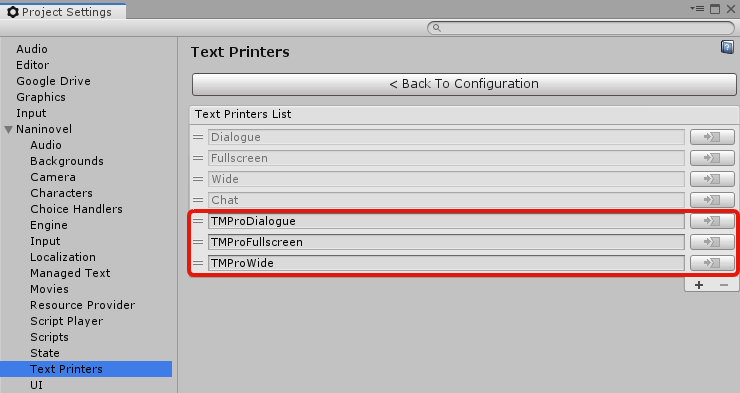 Project Settings
Audio
Editor
Google Drive
Graphics
Input
Naninovel
Audio
Backgrounds
Camera
Characters
Choice Handlers
Engine
Input
Localization
Managed Text
Movies
Resource Provider
Script Player
Scripts
State
Text Printers
UI
Text Printers
< Back To Configuration
Text Printers List
Dialogue
Fullscreen
Wide
Chat
TMProDialogue
TMProFullscreen
TMProWide
+ −